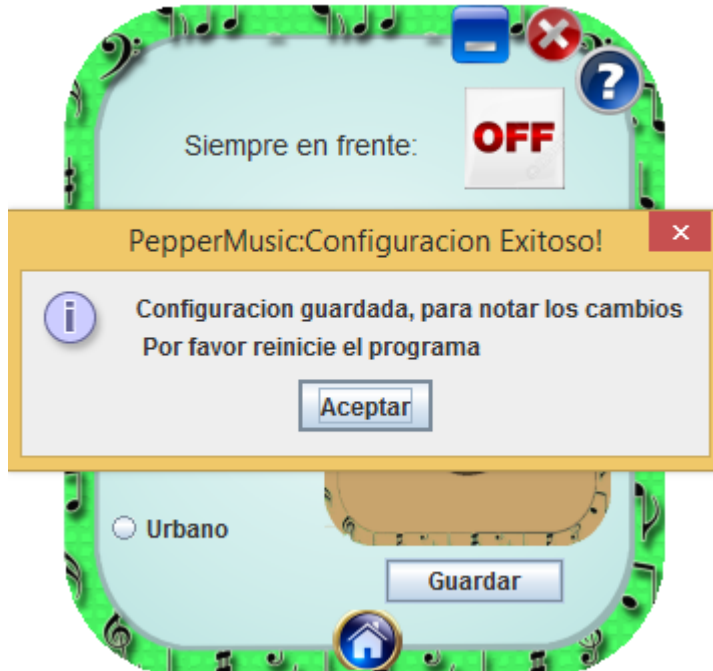 ?
Siempre en frente:
OFF
PepperMusic:Configuracion Exitoso!
x
i
Configuracion guardada, para notar los cambios
Por favor reinicie el programa
Aceptar
Urbano
Guardar